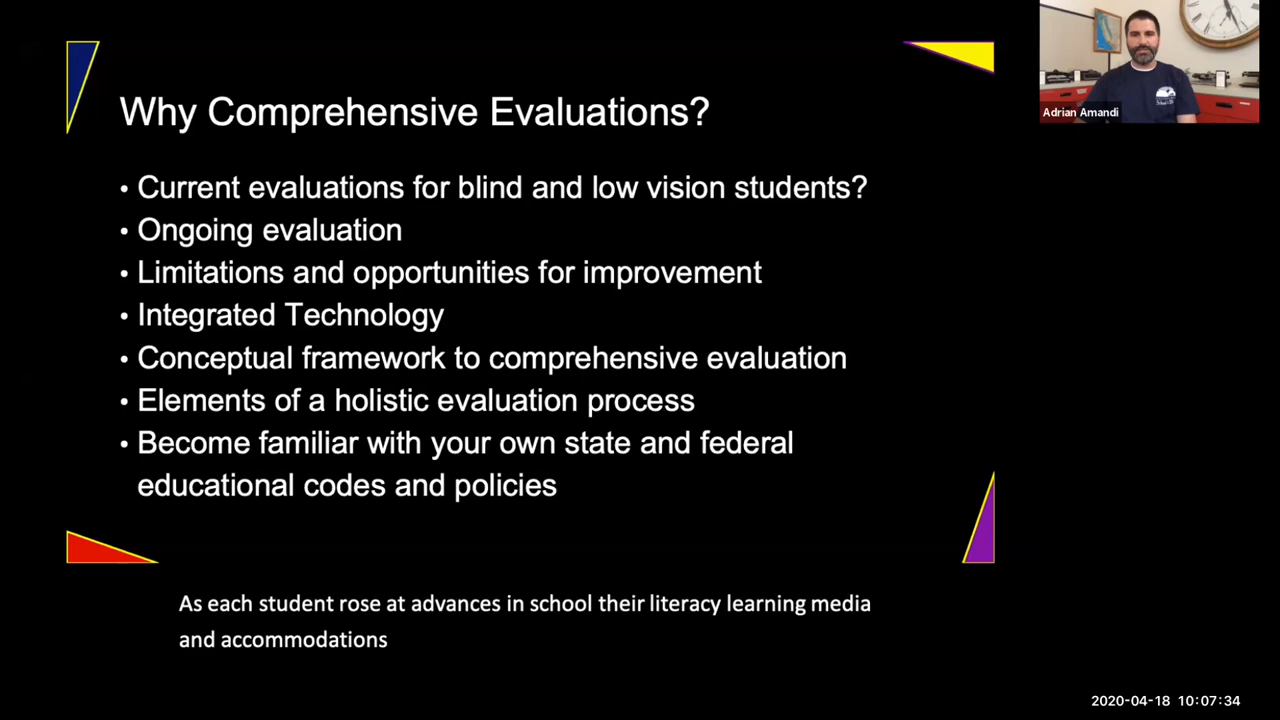 Why Comprehensive Evaluations?
• Current evaluations for blind and low vision students?
• Ongoing evaluation
• Limitations and opportunities for improvement
• Integrated Technology
• Conceptual framework to comprehensive evaluation
• Elements of a holistic evaluation process
• Become familiar with your own state and federal
educational codes and policies
Adrian Amandi
As each student rose at advances in school their literacy learning media
and accommodations
2020-04-18 10:07:34